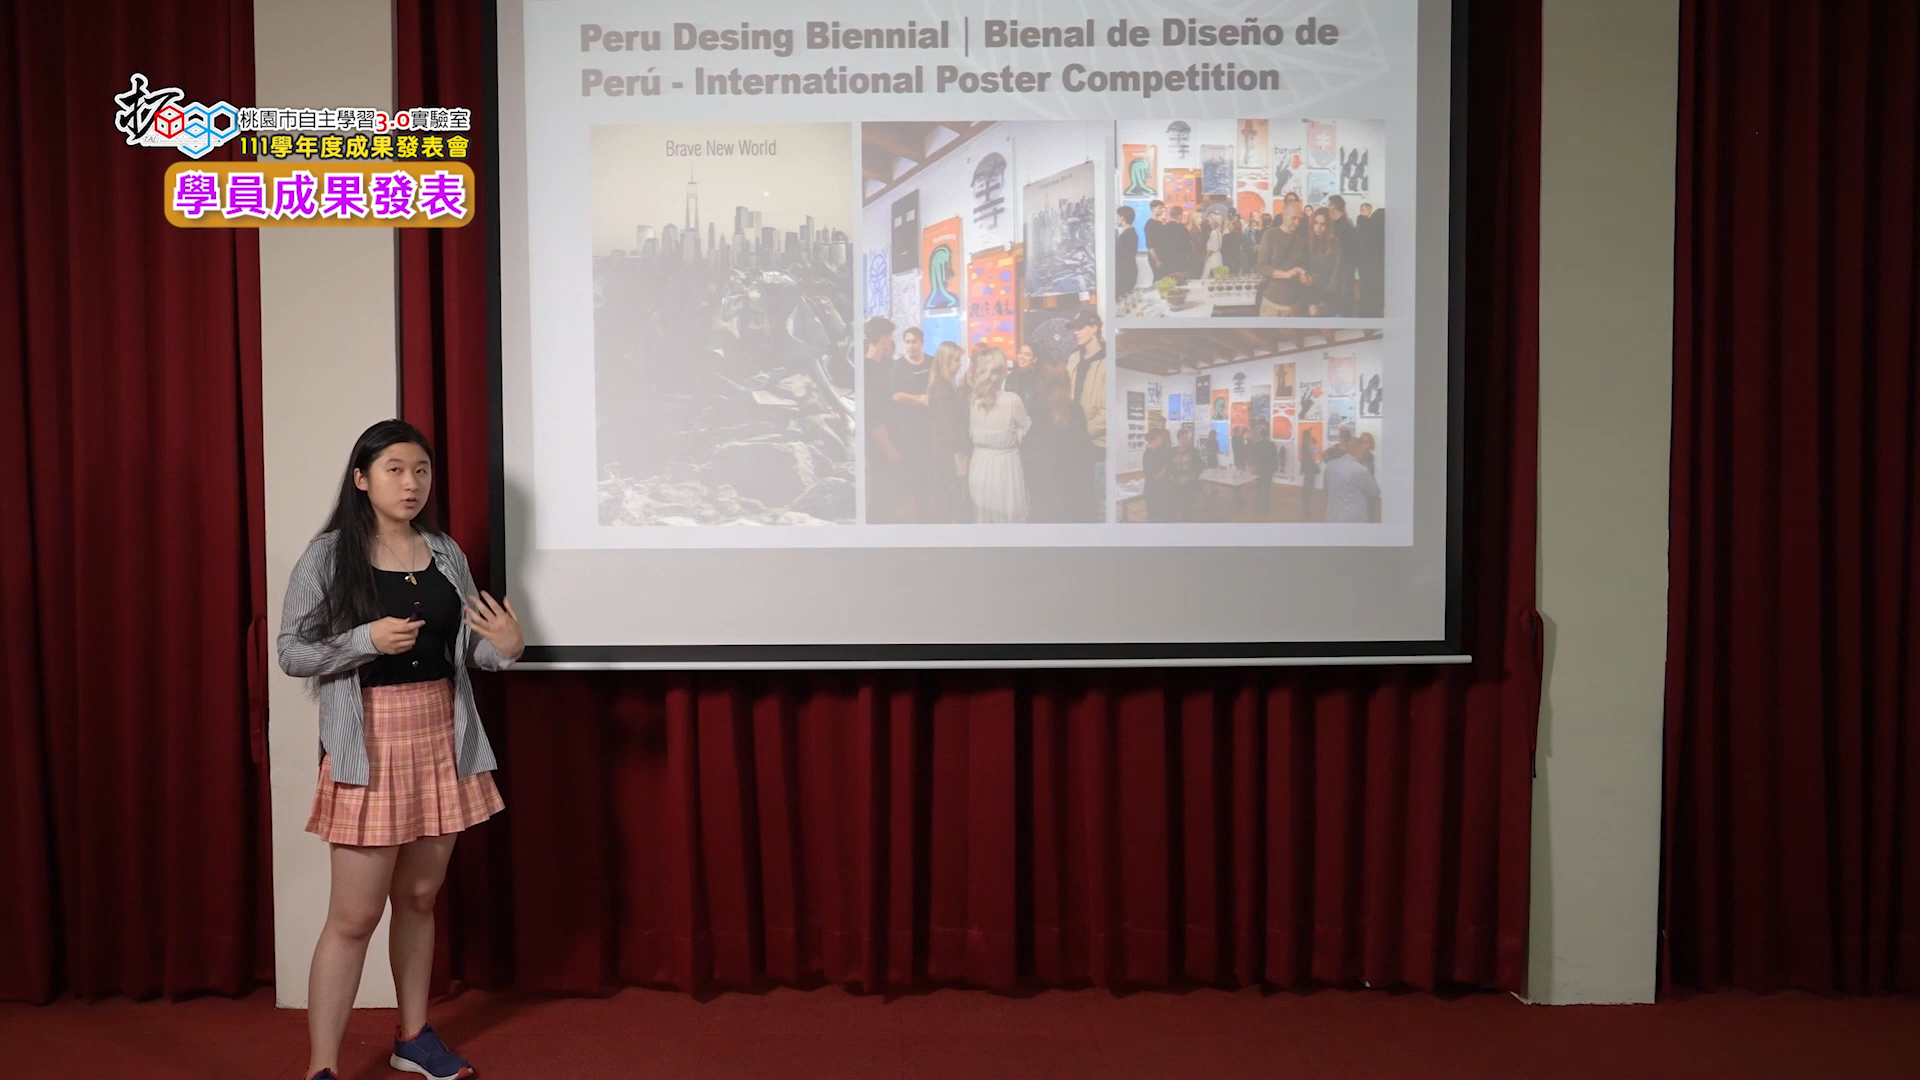 Peru Desing Biennial | Bienal de Diseño de
Perú - International Poster Competition
拓
桃園市自主學習3.0實驗室
111學年度成果發表會
學員成果發表
Brave New World